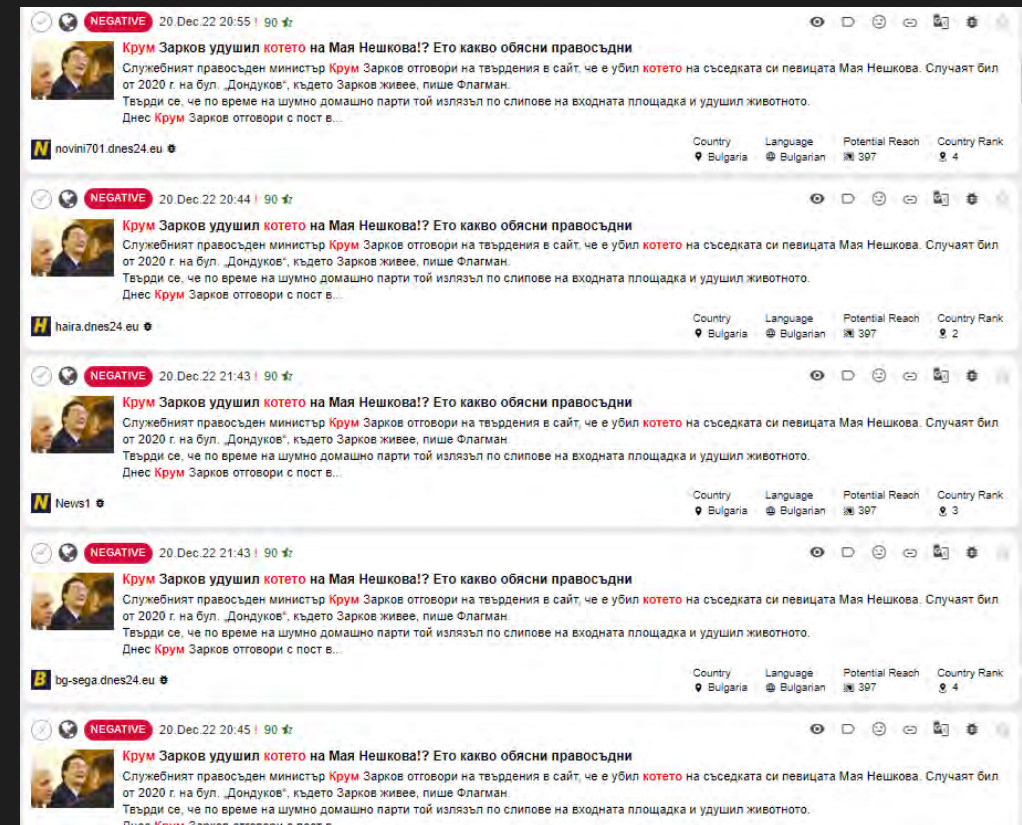 NEGATIVE 20.Dec.22 20:55 ! 90
Крум Зарков удушил котето на Мая Нешкова!? Ето какво обясни правосъдни
Служебният правосъден министър Крум Зарков отговори на твърдения в сайт, че е убил котето на съседката си певицата Мая Нешкова. Случаят бил
от 2020 г. на бул. „Дондуков“, където Зарков живее, пише Флагман.
Твърди се, че по време на шумно домашно парти той излязъл по слипове на входната площадка и удушил животното.
Днес Крум Зарков отговори с пост в...
Country Language Potential Reach Country Rank
N novini701.dnes24.eu Bulgaria Bulgarian 397 4
NEGATIVE 20.Dec.22 20:44 ! 90
Крум Зарков удушил котето на Мая Нешкова!? Ето какво обясни правосъдни
Служебният правосъден министър Крум Зарков отговори на твърдения в сайт, че е убил котето на съседката си певицата Мая Нешкова. Случаят бил
от 2020 г. на бул. „Дондуков“, където Зарков живее, пише Флагман.
Твърди се, че по време на шумно домашно парти той излязъл по слипове на входната площадка и удушил животното.
Днес Крум Зарков отговори с пост в...
Country Language Potential Reach Country Rank
H haira.dnes24.eu Bulgaria Bulgarian 397 2
NEGATIVE 20.Dec.22 21:43 ! 90
Крум Зарков удушил котето на Мая Нешкова!? Ето какво обясни правосъдни
Служебният правосъден министър Крум Зарков отговори на твърдения в сайт, че е убил котето на съседката си певицата Мая Нешкова. Случаят бил
от 2020 г. на бул. „Дондуков“, където Зарков живее, пише Флагман
Твърди се, че по време на шумно домашно парти той излязъл по слипове на входната площадка и удушил животното.
Днес Крум Зарков отговори с пост в...
Country Language Potential Reach Country Rank
N News1 Bulgaria Bulgarian 397 3
NEGATIVE 20.Dec.22 21:43 ! 90
Крум Зарков удушил котето на Мая Нешкова!? Ето какво обясни правосъдни
Служебният правосъден министър Крум Зарков отговори на твърдения в сайт, че е убил котето на съседката си певицата Мая Нешкова. Случаят бил
от 2020 г. на бул. „Дондуков“, където Зарков живее, пише Флагман.
Твърди се, че по време на шумно домашно парти той излязъл по слипове на входната площадка и удушил животното.
Днес Крум Зарков отговори с пост в...
Country Language Potential Reach Country Rank
B bg-sega.dnes24.eu Bulgaria Bulgarian 397 4
NEGATIVE 20.Dec.22 20:45 ! 90
Крум Зарков удушил котето на Мая Нешкова!? Ето какво обясни правосъдни
Служебният правосъден министър Крум Зарков отговори на твърдения в сайт, че е убил котето на съседката си певицата Мая Нешкова. Случаят бил
от 2020 г. на бул. „Дондуков“, където Зарков живее, пише Флагман.
Твърди се, че по време на шумно домашно парти той излязъл по слипове на входната площадка и удушил животното.
Днес Крум Зарков отговори с пост в...